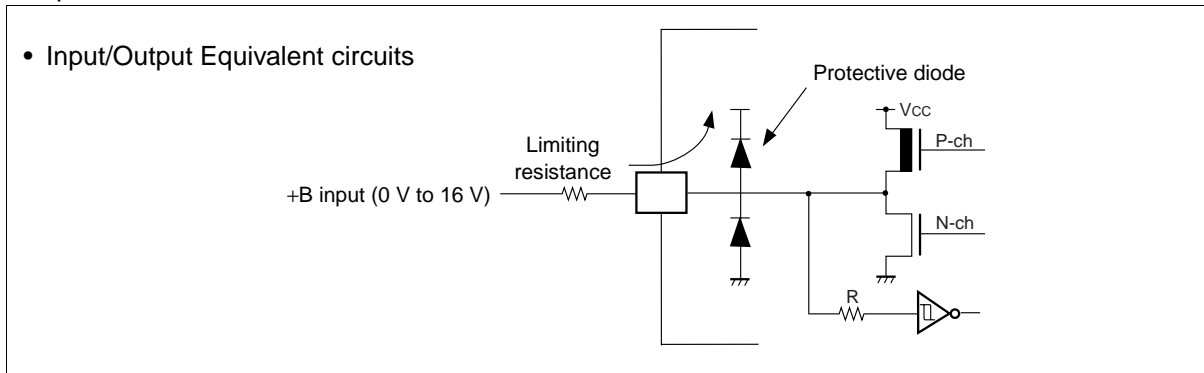 • Input/Output Equivalent circuits
Protective diode
Limiting
resistance
VCC
P-ch
+B input (0 V to 16 V)
N-ch
R